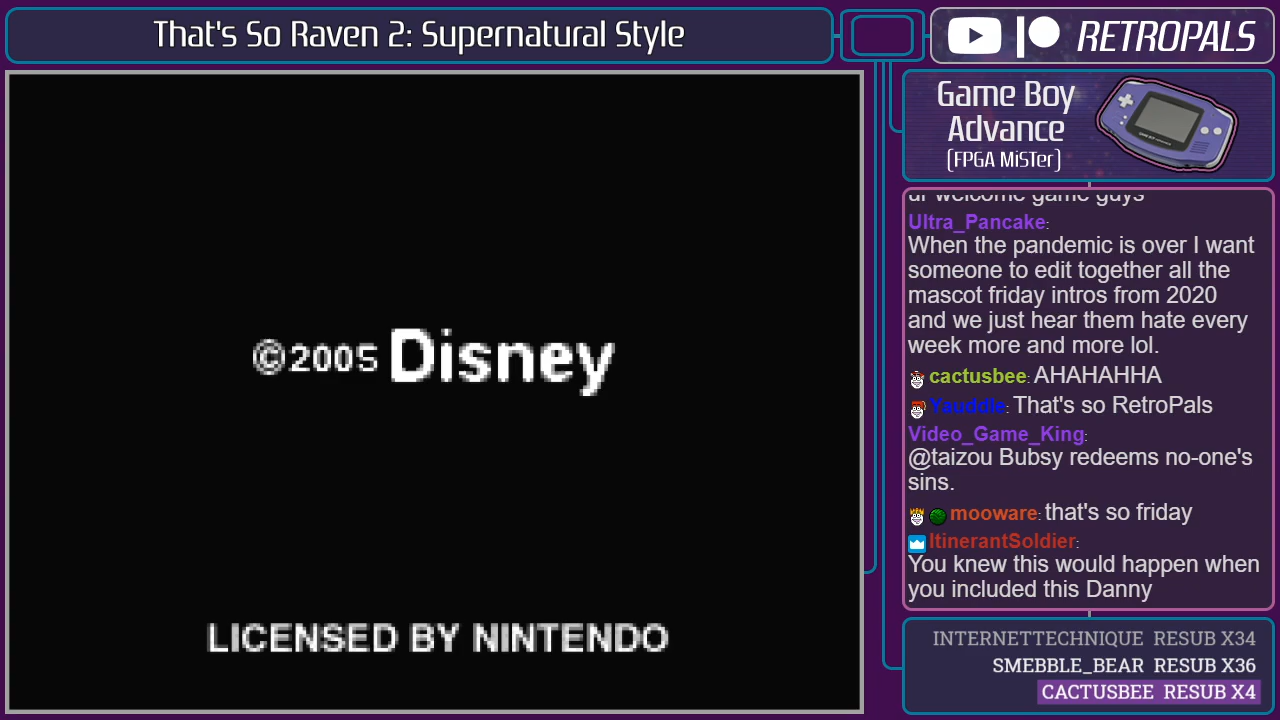 That's So Raven 2: Supernatural Style
RETROPALS
Game Boy
Advance
(FPGA MiSTer)
©2005 Disney
LICENSED BY NINTENDO
ur welcome game guys
Ultra_Pancake:
When the pandemic is over I want
someone to edit together all the
mascot friday intros from 2020
and we just hear them hate every
week more and more lol.
cactusbee: AHAHAHHA
Yauddle: That's so RetroPals
Video_Game_King:
@taizou Bubsy redeems no-one's
sins.
mooware: that's so friday
ItinerantSoldier:
You knew this would happen when
you included this Danny
INTERNETTECHNIQUE RESUB X34
SMEBBLE_BEAR RESUB X36
CACTUSBEE RESUB X4